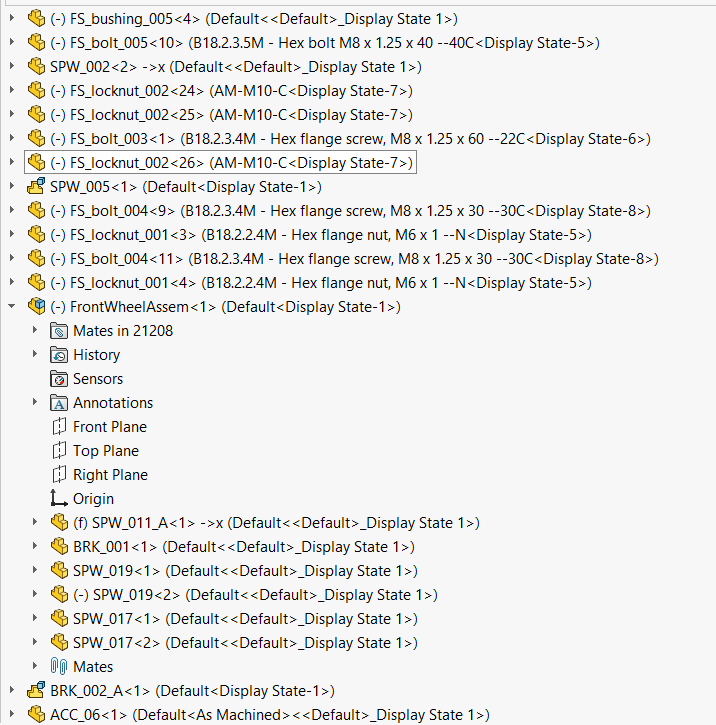 (-) FS_bushing_005<4> (Default<<Default>_Display State 1>)
(-) FS_bolt_005<10> (B18.2.3.5M - Hex bolt M8 x 1.25 x 40 --40C<Display State-5>)
SPW_002<2> ->x (Default<<Default>_Display State 1>)
(-) FS_locknut_002<24> (AM-M10-C<Display State-7>)
(-) FS_locknut_002<25> (AM-M10-C<Display State-7>)
(-) FS_bolt_003<1> (B18.2.3.4M - Hex flange screw, M8 x 1.25 x 60 --22C<Display State-6>)
(-) FS_locknut_002<26> (AM-M10-C<Display State-7>)
SPW_005<1> (Default<Display State-1>)
(-) FS_bolt_004<9> (B18.2.3.4M - Hex flange screw, M8 x 1.25 x 30 --30C<Display State-8>)
(-) FS_locknut_001<3> (B18.2.2.4M - Hex flange nut, M6 x 1 --N<Display State-5>)
(-) FS_bolt_004<11> (B18.2.3.4M - Hex flange screw, M8 x 1.25 x 30 --30C<Display State-8>)
(-) FS_locknut_001<4> (B18.2.2.4M - Hex flange nut, M6 x 1 --N<Display State-5>)
(-) FrontWheelAssem<1> (Default<Display State-1>)
Mates in 21208
History
Sensors
Annotations
Front Plane
Top Plane
Right Plane
Origin
(f) SPW_011_A<1> ->x (Default<<Default>_Display State 1>)
BRK_001<1> (Default<<Default>_Display State 1>)
SPW_019<1> (Default<<Default>_Display State 1>)
(-) SPW_019<2> (Default<<Default>_Display State 1>)
SPW_017<1> (Default<<Default>_Display State 1>)
SPW_017<2> (Default<<Default>_Display State 1>)
Mates
BRK_002_A<1> (Default<Display State-1>)
ACC_06<1> (Default<As Machined><<Default>_Display State 1>)